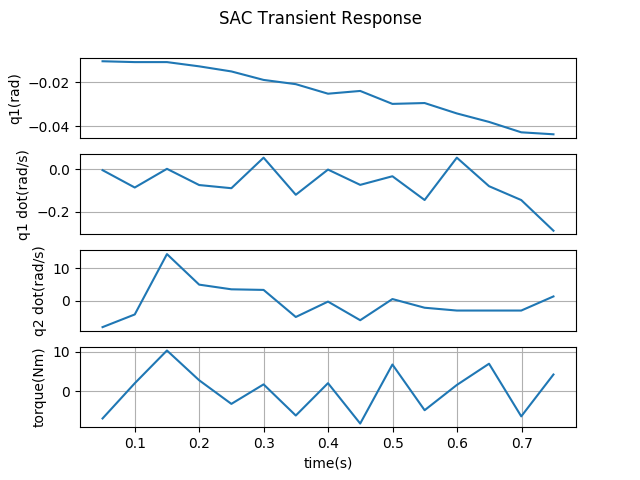 SAC Transient Response
q1(rad)
−0.02
−0.04
q1 dot(rad/s)
0.0
−0.2
q2 dot(rad/s)
10
0
torque(Nm)
10
0
0.1 0.2 0.3 0.4 0.5 0.6 0.7
time(s)